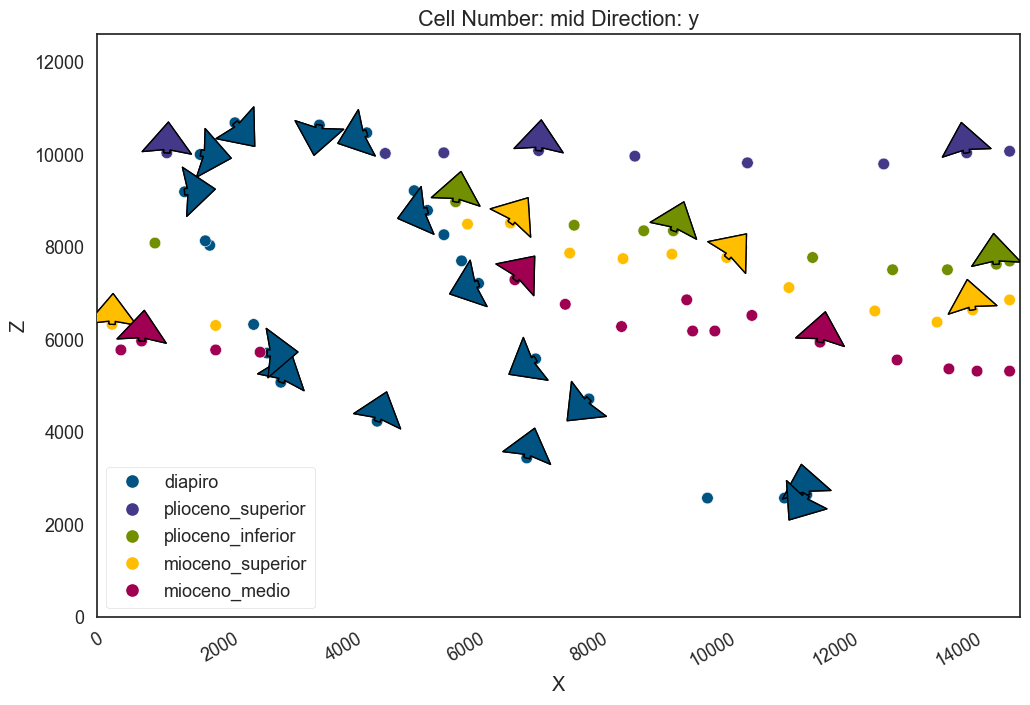 Cell Number: mid Direction: y
12000
10000
8000
6000
4000
2000
0
Z
diapiro
plioceno_superior
plioceno_inferior
mioceno_superior
mioceno_medio
0 2000 4000 6000 8000 10000 12000 14000
X